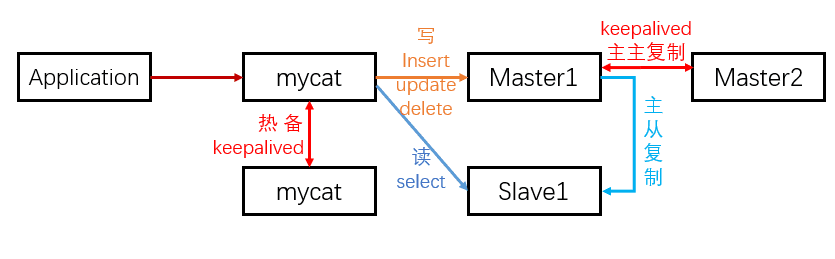 Application
mycat
写
Insert
update
delete
Master1
keepalived
主主复制
Master2
热 备
keepalived
读
select
主
从
复
制
mycat
Slave1